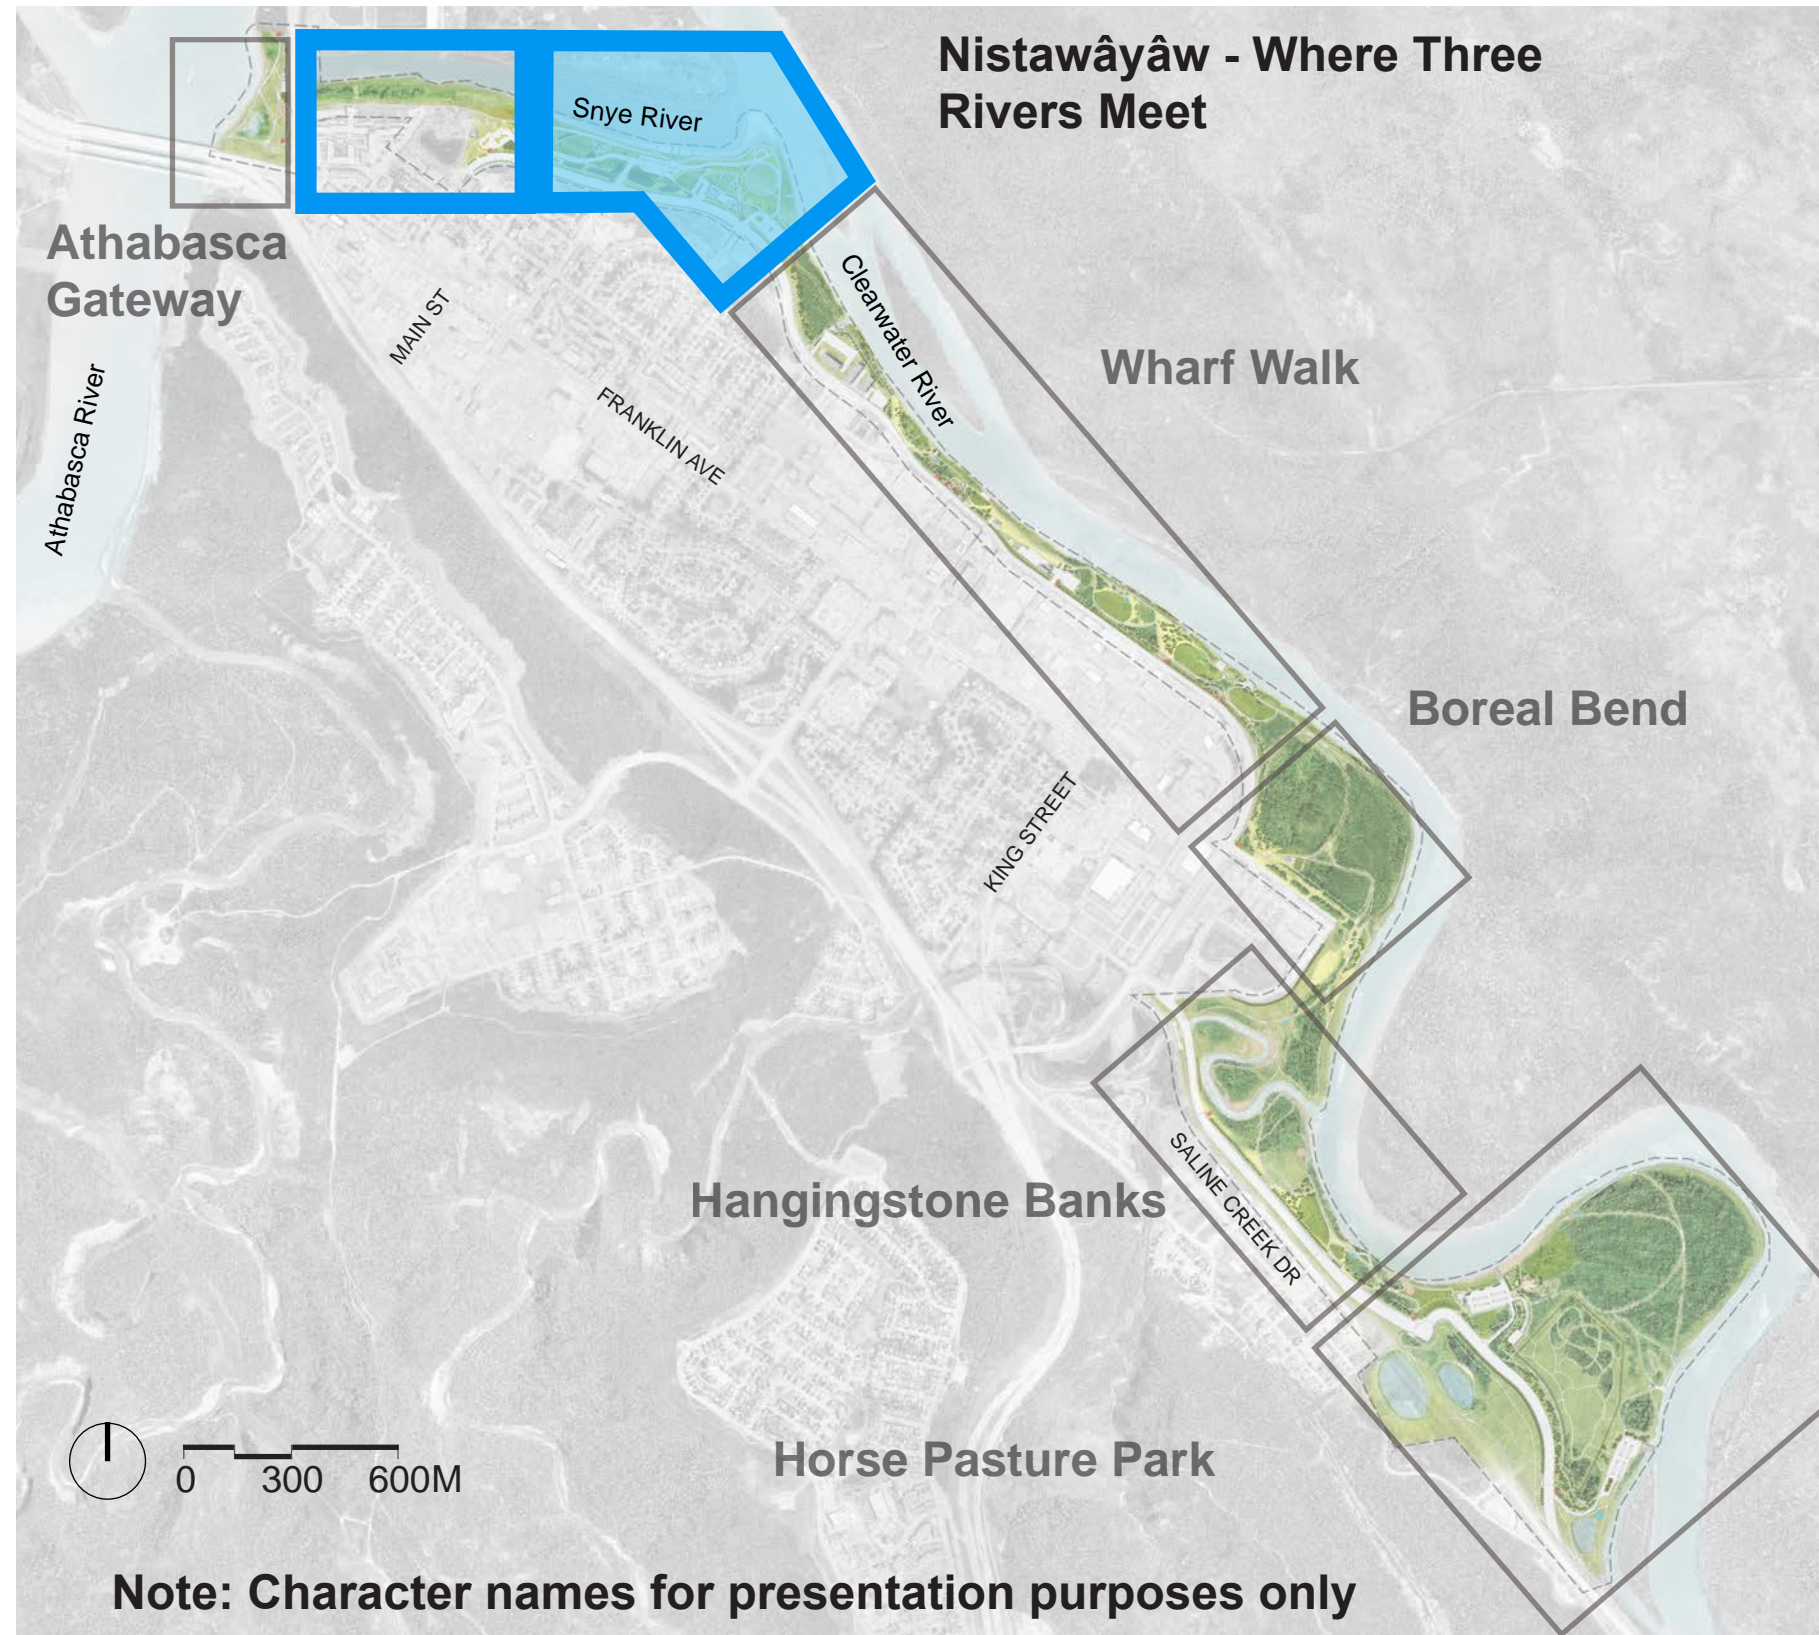 Nistawâyâw - Where Three
Rivers Meet
Snye River
Athabasca
Gateway
Clearwater River
MAIN ST
Wharf Walk
Athabasca River
FRANKLIN AVE
Boreal Bend
KING STREET
Hangingstone Banks
SALINE CREEK DR
Horse Pasture Park
0 300 600M
Note: Character names for presentation purposes only